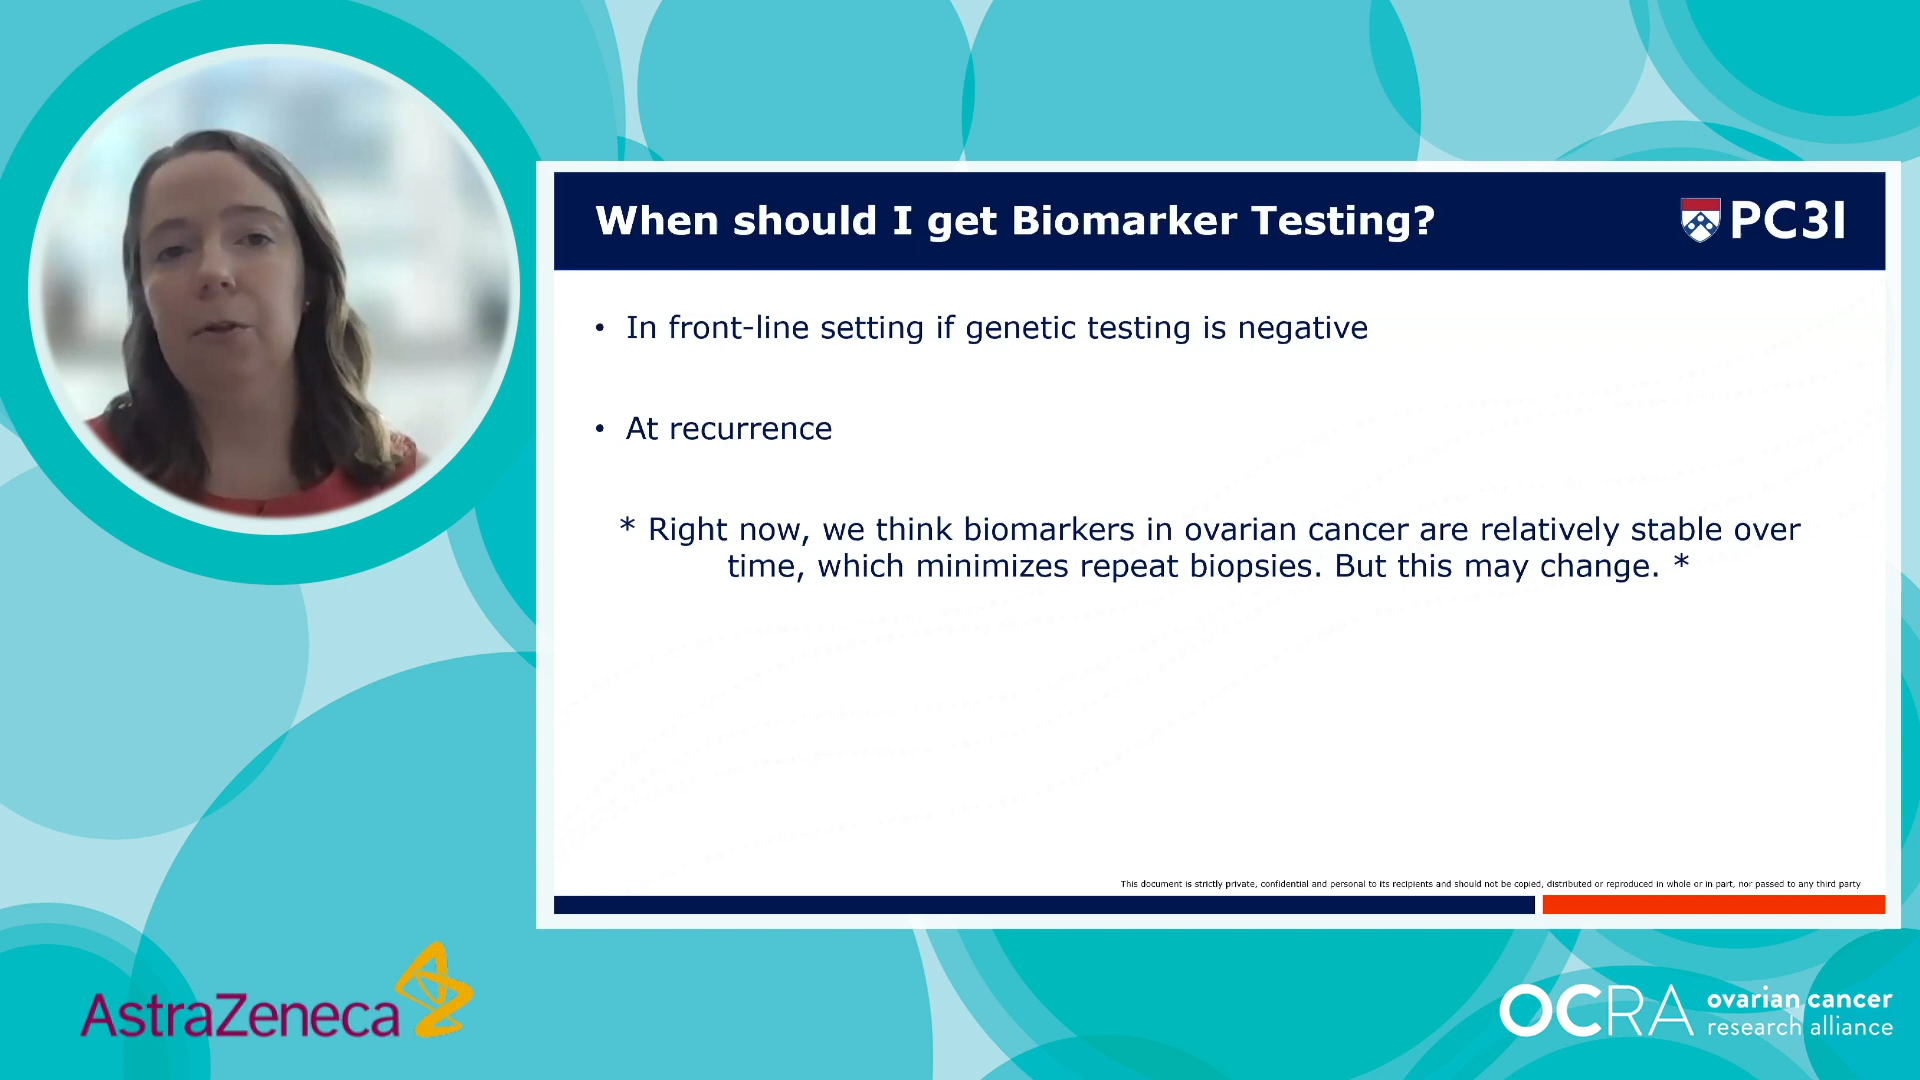 When should I get Biomarker Testing?
PC3I
• In front-line setting if genetic testing is negative
• At recurrence
* Right now, we think biomarkers in ovarian cancer are relatively stable over
time, which minimizes repeat biopsies. But this may change. *
This document is strictly private, confidential and personal to its recipients and should not be copied, distributed or reproduced in whole or in part, nor passed to any third party
AstraZeneca
OCRA ovarian cancer
research alliance